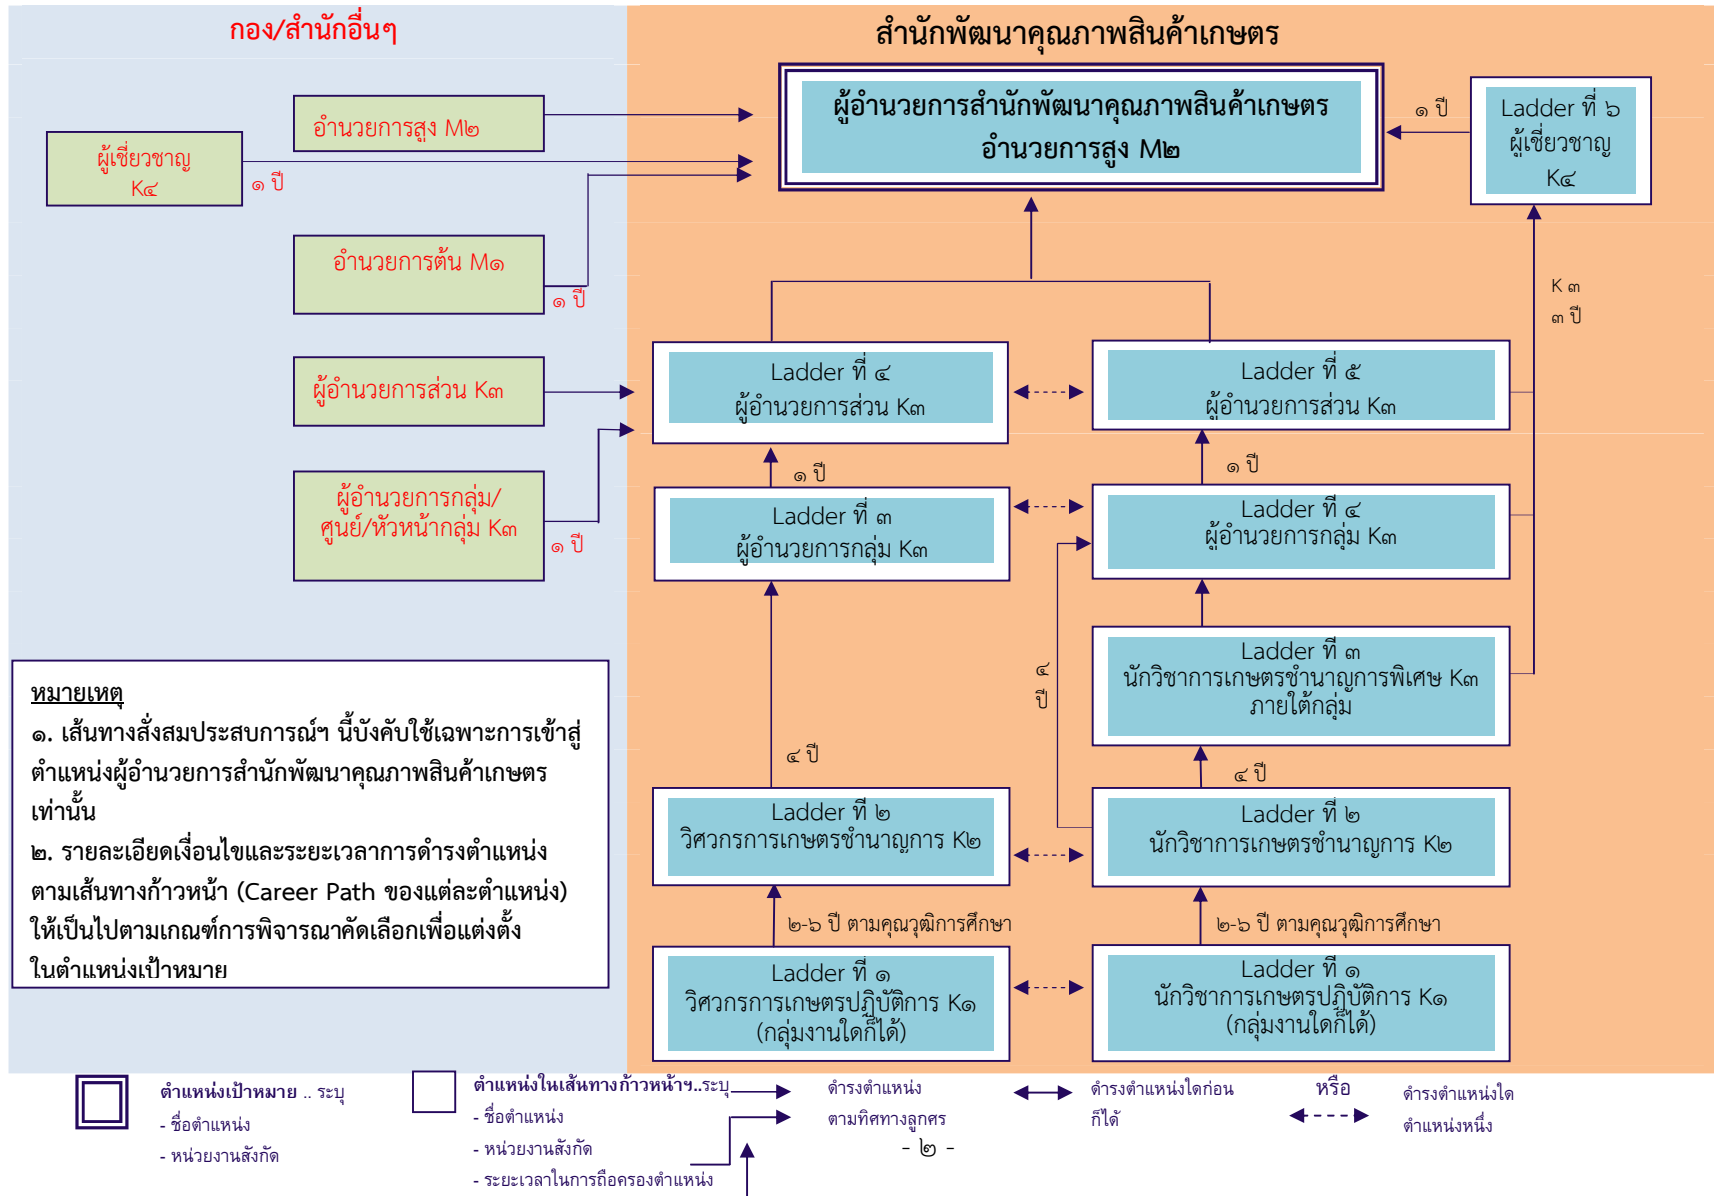 กอง/สำนักอื่นๆ
สำนักพัฒนาคุณภาพสินค้าเกษตร
ผู้อำนวยการสำนักพัฒนาคุณภาพสินค้าเกษตร
อำนวยการสูง M๒
๑ ปี
Ladder ที่ ๖
ผู้เชี่ยวชาญ
K๔
อำนวยการสูง M๒
ผู้เชี่ยวชาญ
K๔
๑ ปี
อำนวยการต้น M๑
๑ ปี
K ๓
๓ ปี
ผู้อำนวยการส่วน K๓
Ladder ที่ ๔
ผู้อำนวยการส่วน K๓
Ladder ที่ ๕
ผู้อำนวยการส่วน K๓
๑ ปี
๑ ปี
ผู้อำนวยการกลุ่ม/
ศูนย์/หัวหน้ากลุ่ม K๓
๑ ปี
Ladder ที่ ๓
ผู้อำนวยการกลุ่ม K๓
Ladder ที่ ๔
ผู้อำนวยการกลุ่ม K๓
Ladder ที่ ๓
นักวิชาการเกษตรชำนาญการพิเศษ K๓
ภายใต้กลุ่ม
๔ ปี
๔ ปี
๔ ปี
หมายเหตุ
๑. เส้นทางสั่งสมประสบการณ์ฯ นี้บังคับใช้เฉพาะการเข้าสู่
ตำแหน่งผู้อำนวยการสำนักพัฒนาคุณภาพสินค้าเกษตร
เท่านั้น
๒. รายละเอียดเงื่อนไขและระยะเวลาการดำรงตำแหน่ง
ตามเส้นทางก้าวหน้า (Career Path ของแต่ละตำแหน่ง)
ให้เป็นไปตามเกณฑ์การพิจารณาคัดเลือกเพื่อแต่งตั้ง
ในตำแหน่งเป้าหมาย
Ladder ที่ ๒
วิศวกรการเกษตรชำนาญการ K๒
Ladder ที่ ๒
นักวิชาการเกษตรชำนาญการ K๒
๒-๖ ปี ตามคุณวุฒิการศึกษา
๒-๖ ปี ตามคุณวุฒิการศึกษา
Ladder ที่ ๑
วิศวกรการเกษตรปฏิบัติการ K๑
(กลุ่มงานใดก็ได้)
Ladder ที่ ๑
นักวิชาการเกษตรปฏิบัติการ K๑
(กลุ่มงานใดก็ได้)
ตำแหน่งเป้าหมาย .. ระบุ
- ชื่อตำแหน่ง
- หน่วยงานสังกัด
ตำแหน่งในเส้นทางก้าวหน้าฯ..ระบุ
- ชื่อตำแหน่ง
- หน่วยงานสังกัด
- ระยะเวลาในการถือครองตำแหน่ง
ดำรงตำแหน่ง
ตามทิศทางลูกศร
ดำรงตำแหน่งใดก่อน
ก็ได้
หรือ
ดำรงตำแหน่งใด
ตำแหน่งหนึ่ง
- ๒ -